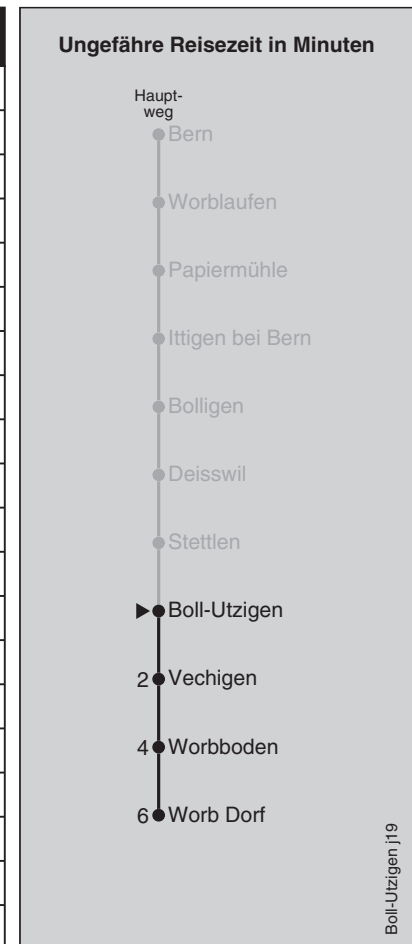 Ungefähre Reisezeit in Minuten
Haupt-
weg
Bern
Worblaufen
Papiermühle
Ittigen bei Bern
Bolligen
Deisswil
Stettlen
Boll-Utzigen
2 Vechigen
4 Worbboden
6 Worb Dorf
Boll-Utzigen j19